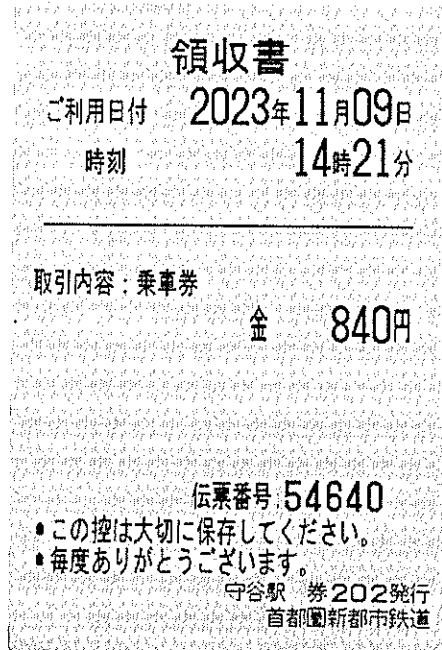 領収書
ご利用日付 2023年11月09日
時刻 14時21分
取引内容：乗車券
金 840円
伝票番号:54640
•この控は大切に保存してください。
•毎度ありがとうございます。
守谷駅 券202発行
首都圏新都市鉄道